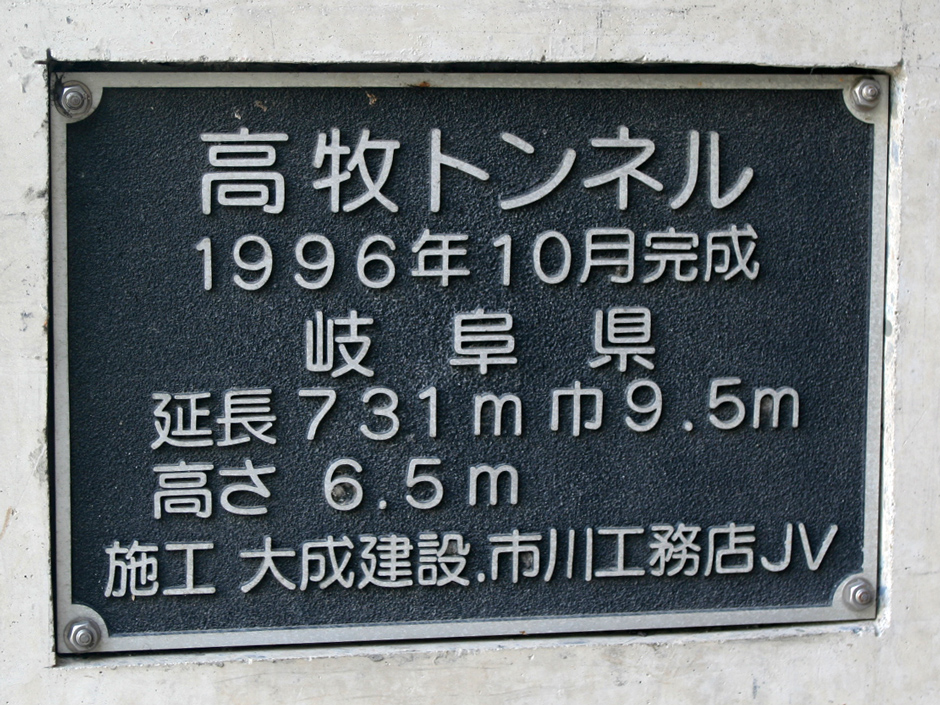 高牧トンネル
1996年10月完成
岐阜県
延長731m巾9.5m
高さ 6.5m
施工 大成建設.市川工務店JV